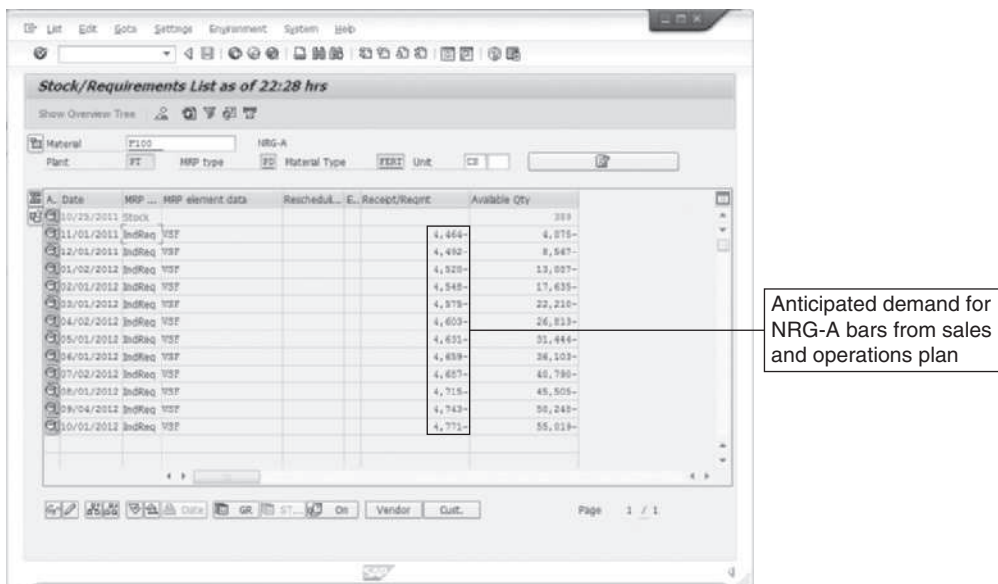 List Edit Goto Settings Environment System Help
Stock/Requirements List as of 22:28 hrs
Show Overview Tree
Material F100 NRG-A
Plant MRP type PD Material Type FERT Unit CS
A.. Date MRP ... MRP element data Reschedul... E.. Receipt/Reqmt Available Qty
10/25/2011 Stock 389
11/01/2011 IndReq VSF 4,464- 4,075-
12/01/2011 IndReq VSF 4,492- 8,567-
01/02/2012 IndReq VSF 4,520- 13,087-
02/01/2012 IndReq VSF 4,548- 17,635-
03/01/2012 IndReq VSF 4,575- 22,210-
04/02/2012 IndReq VSF 4,603- 26,813-
05/01/2012 IndReq VSF 4,631- 31,444-
06/01/2012 IndReq VSF 4,659- 36,103-
07/02/2012 IndReq VSF 4,687- 40,790-
08/01/2012 IndReq VSF 4,715- 45,505-
09/04/2012 IndReq VSF 4,743- 50,248-
10/01/2012 IndReq VSF 4,771- 55,019-
Date GR ST... On Vendor Cust. Page 1 / 1
SAP
Anticipated demand for
NRG-A bars from sales
and operations plan